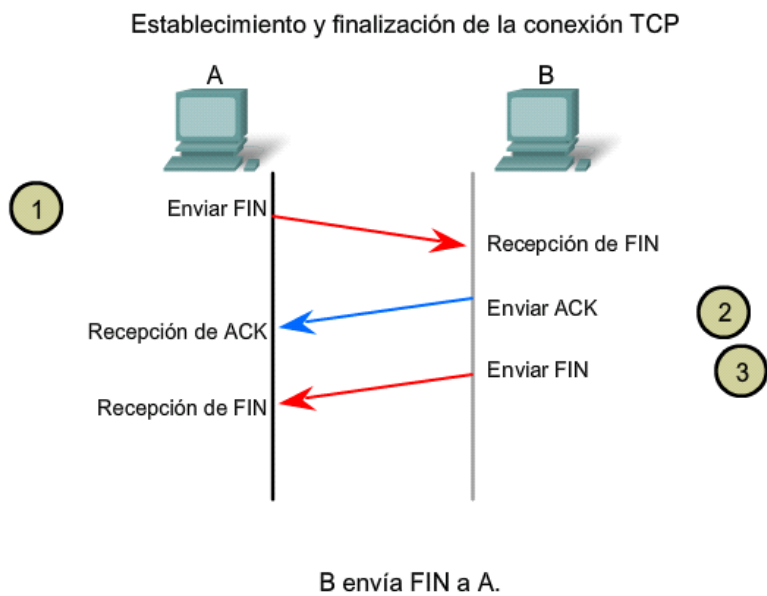 Establecimiento y finalización de la conexión TCP
A
B
1
Enviar FIN
Recepción de FIN
Enviar ACK
2
Recepción de ACK
Enviar FIN
3
Recepción de FIN
B envía FIN a A.